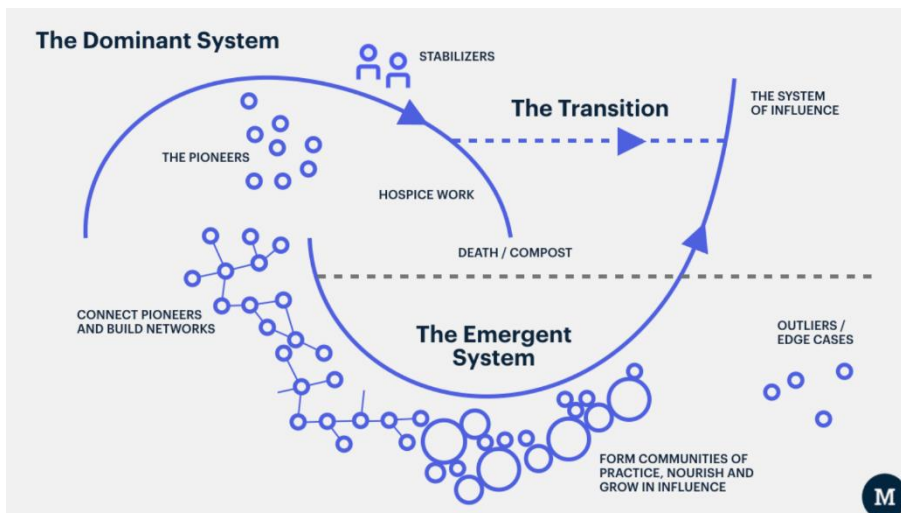 The Dominant System
STABILIZERS
The Transition
THE SYSTEM
OF INFLUENCE
THE PIONEERS
HOSPICE WORK
DEATH / COMPOST
CONNECT PIONEERS
AND BUILD NETWORKS
The Emergent
System
OUTLIERS /
EDGE CASES
FORM COMMUNITIES OF
PRACTICE, NOURISH AND
GROW IN INFLUENCE
M